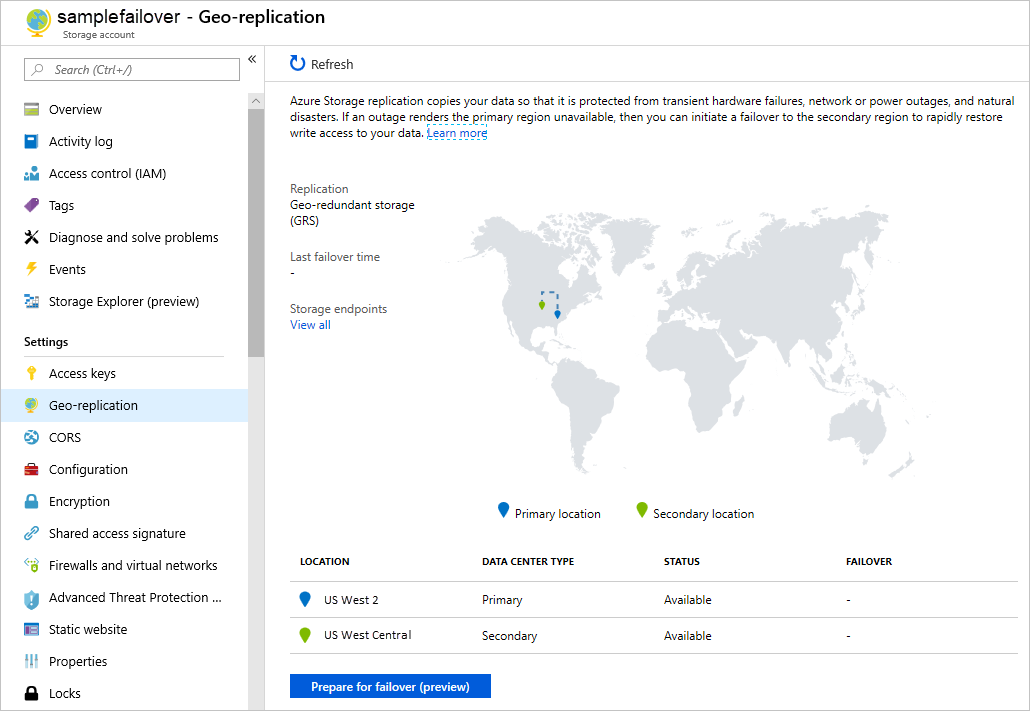 samplefailover - Geo-replication
Storage account
Search (Ctrl+/)
«
Overview
Activity log
Access control (IAM)
Tags
Diagnose and solve problems
Events
Storage Explorer (preview)
Settings
Access keys
Geo-replication
CORS
Configuration
Encryption
Shared access signature
Firewalls and virtual networks
Advanced Threat Protection ...
Static website
Properties
Locks
Refresh
Azure Storage replication copies your data so that it is protected from transient hardware failures, network or power outages, and natural
disasters. If an outage renders the primary region unavailable, then you can initiate a failover to the secondary region to rapidly restore
write access to your data. Learn more
Replication
Geo-redundant storage
(GRS)
Last failover time
-
Storage endpoints
View all
Primary location Secondary location
LOCATION DATA CENTER TYPE STATUS FAILOVER
US West 2 Primary Available -
US West Central Secondary Available -
Prepare for failover (preview)